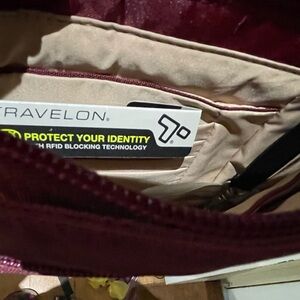 TRAVELON®
PROTECT YOUR IDENTITY
RFID BLOCKING TECHNOLOGY